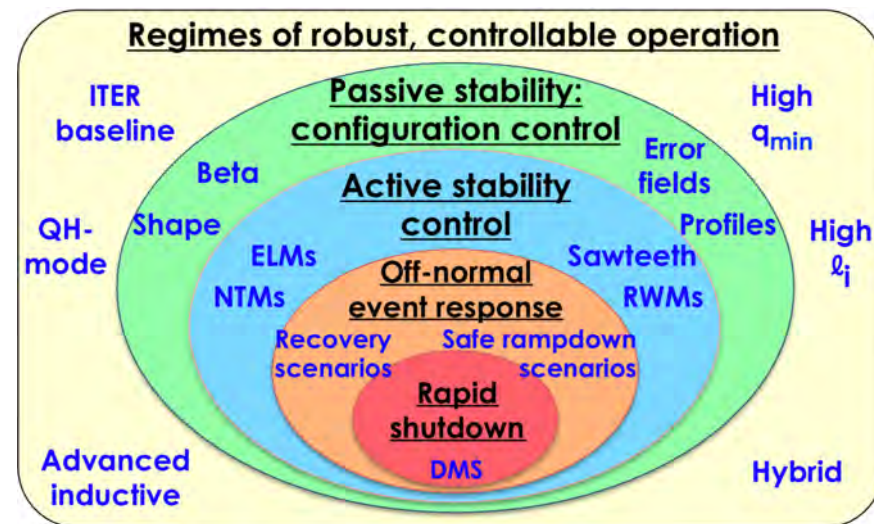 Regimes of robust, controllable operation
ITER
baseline
Passive stability:
configuration control
High
qmin
Beta
Error
fields
Active stability
control
QH-
mode
Shape
Profiles
High
ℓi
ELMs
Sawteeth
Off-normal
event response
NTMs
RWMs
Recovery
scenarios
Safe rampdown
scenarios
Rapid
shutdown
DMS
Advanced
inductive
Hybrid